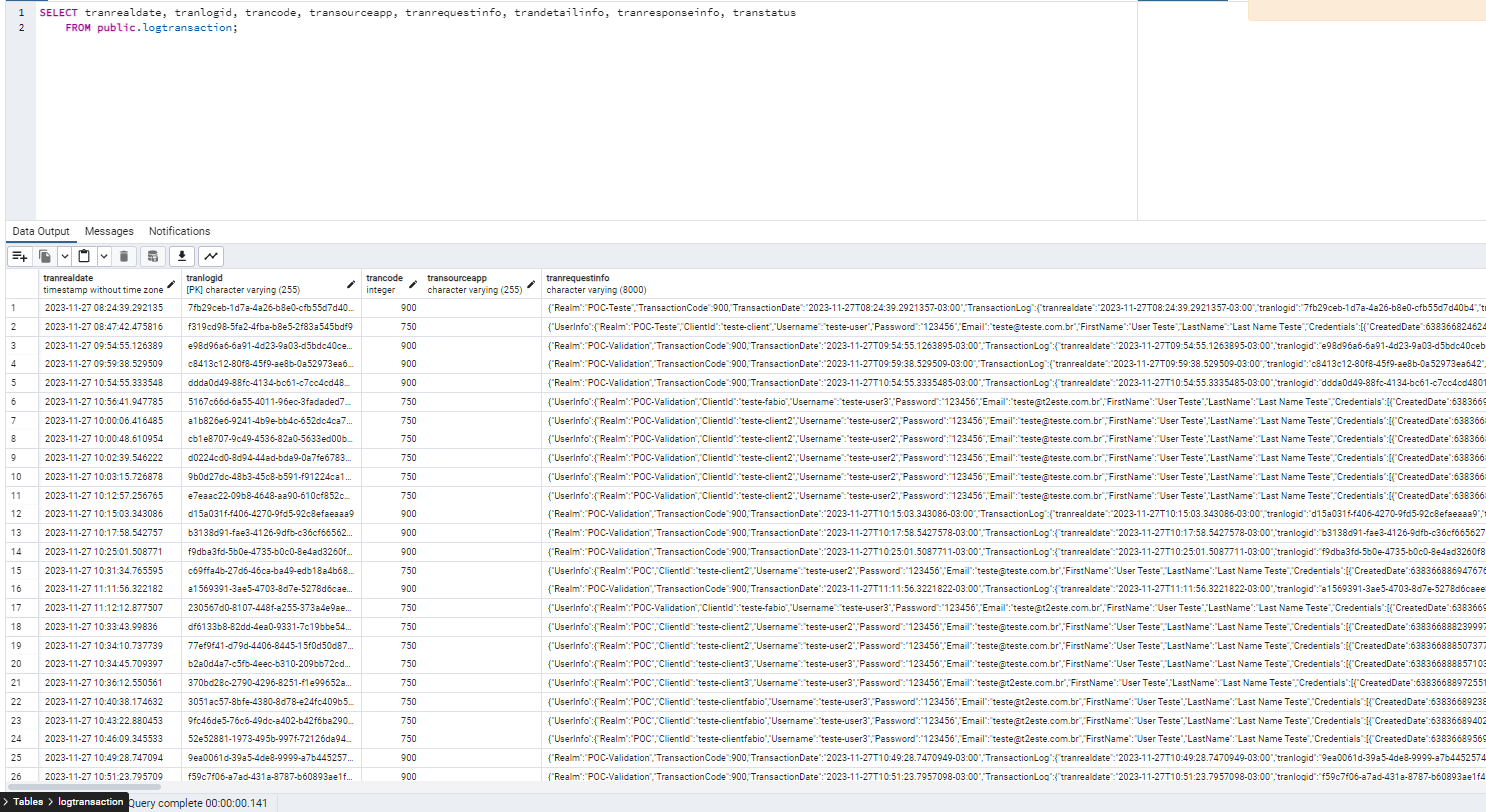 1 SELECT tranrealdate, tranlogid, trancode, transourceapp, tranrequestinfo, trandetailinfo, tranresponseinfo, transtatus
2 FROM public.logtransaction;
Data Output Messages Notifications
tranrealdate tranlogid trancode transourceapp tranrequestinfo
timestamp without time zone [PK] character varying (255) integer character varying (255) character varying (8000)
1 2023-11-27 08:24:39.292135 7fb29ceb-1d7a-4a26-b8e0-cfb55d7d40... 900 {"Realm":"POC-Teste","TransactionCode":900,"TransactionDate":"2023-11-27T08:24:39.2921357-03:00","TransactionLog":{"tranrealdate":"2023-11-27T08:24:39.2921357-03:00","tranlogid":"7fb29ceb-1d7a-4a26-b8e0-cfb55d7d40b4","t
2 2023-11-27 08:47:42.475816 f319cd98-5fa2-4fba-b8e5-2f83a545bdf9 750 {"UserInfo":{"Realm":"POC-Teste","ClientId":"teste-client","Username":"teste-user","Password":"123456","Email":"teste@teste.com.br","FirstName":"User Teste","LastName":"Last Name Teste","Credentials":[{"CreatedDate":638366824624
3 2023-11-27 09:54:55.126389 e98d96a6-6a91-4d23-9a03-d5bdc40ce... 900 {"Realm":"POC-Validation","TransactionCode":900,"TransactionDate":"2023-11-27T09:54:55.1263895-03:00","TransactionLog":{"tranrealdate":"2023-11-27T09:54:55.1263895-03:00","tranlogid":"e98d96a6-6a91-4d23-9a03-d5bdc40ceb
4 2023-11-27 09:59:38.529509 c8413c12-80f8-45f9-ae8b-0a52973ea6... 900 {"Realm":"POC-Validation","TransactionCode":900,"TransactionDate":"2023-11-27T09:59:38.529509-03:00","TransactionLog":{"tranrealdate":"2023-11-27T09:59:38.529509-03:00","tranlogid":"c8413c12-80f8-45f9-ae8b-0a52973ea642",
5 2023-11-27 10:54:55.333548 ddda0d49-88fc-4134-bc61-c7cc4cd48... 900 {"Realm":"POC-Validation","TransactionCode":900,"TransactionDate":"2023-11-27T10:54:55.3335485-03:00","TransactionLog":{"tranrealdate":"2023-11-27T10:54:55.3335485-03:00","tranlogid":"ddda0d49-88fc-4134-bc61-c7cc4cd4801
6 2023-11-27 10:56:41.947785 5167c66d-6a55-4011-96ec-3fadaded7... 750 {"UserInfo":{"Realm":"POC-Validation","ClientId":"teste-fabio","Username":"teste-user3","Password":"123456","Email":"teste@t2este.com.br","FirstName":"User Teste","LastName":"Last Name Teste","Credentials":[{"CreatedDate":6383669
7 2023-11-27 10:00:06.416485 a1b826e6-9241-4b9e-bb4c-652dc4ca7... 750 {"UserInfo":{"Realm":"POC-Validation","ClientId":"teste-client2","Username":"teste-user2","Password":"123456","Email":"teste@teste.com.br","FirstName":"User Teste","LastName":"Last Name Teste","Credentials":[{"CreatedDate":638366
8 2023-11-27 10:00:48.610954 cb1e8707-9c49-4536-82a0-5633ed00b... 750 {"UserInfo":{"Realm":"POC-Validation","ClientId":"teste-client2","Username":"teste-user2","Password":"123456","Email":"teste@teste.com.br","FirstName":"User Teste","LastName":"Last Name Teste","Credentials":[{"CreatedDate":638366
9 2023-11-27 10:02:39.546222 d0224cd0-8d94-44ad-bda9-0a7fe6783... 750 {"UserInfo":{"Realm":"POC-Validation","ClientId":"teste-client2","Username":"teste-user2","Password":"123456","Email":"teste@teste.com.br","FirstName":"User Teste","LastName":"Last Name Teste","Credentials":[{"CreatedDate":638366
10 2023-11-27 10:03:15.726878 9b0d27dc-48b3-45c8-b591-f91224ca1... 750 {"UserInfo":{"Realm":"POC-Validation","ClientId":"teste-client2","Username":"teste-user2","Password":"123456","Email":"teste@teste.com.br","FirstName":"User Teste","LastName":"Last Name Teste","Credentials":[{"CreatedDate":638366
11 2023-11-27 10:12:57.256765 e7eaac22-09b8-4648-aa90-610cf852c... 750 {"UserInfo":{"Realm":"POC-Validation","ClientId":"teste-client2","Username":"teste-user2","Password":"123456","Email":"teste@teste.com.br","FirstName":"User Teste","LastName":"Last Name Teste","Credentials":[{"CreatedDate":638366
12 2023-11-27 10:15:03.343086 d15a031f-f406-4270-9fd5-92c8efaeaaa9 900 {"Realm":"POC-Validation","TransactionCode":900,"TransactionDate":"2023-11-27T10:15:03.343086-03:00","TransactionLog":{"tranrealdate":"2023-11-27T10:15:03.343086-03:00","tranlogid":"d15a031f-f406-4270-9fd5-92c8efaeaaa9","t
13 2023-11-27 10:17:58.542757 b3138d91-fae3-4126-9dfb-c36cf66562... 900 {"Realm":"POC-Validation","TransactionCode":900,"TransactionDate":"2023-11-27T10:17:58.5427571-03:00","TransactionLog":{"tranrealdate":"2023-11-27T10:17:58.5427571-03:00","tranlogid":"b3138d91-fae3-4126-9dfb-c36cf665627
14 2023-11-27 10:25:01.508771 f9dba3fd-5b0e-4735-b0c0-8e4ad3260f... 900 {"Realm":"POC-Validation","TransactionCode":900,"TransactionDate":"2023-11-27T10:25:01.5087711-03:00","TransactionLog":{"tranrealdate":"2023-11-27T10:25:01.5087711-03:00","tranlogid":"f9dba3fd-5b0e-4735-b0c0-8e4ad3260f8
15 2023-11-27 10:31:34.765595 c69ffa4b-27d6-46ca-ba49-edb18a4b68... 750 {"UserInfo":{"Realm":"POC-Validation","ClientId":"teste-client2","Username":"teste-user2","Password":"123456","Email":"teste@teste.com.br","FirstName":"User Teste","LastName":"Last Name Teste","Credentials":[{"CreatedDate":6383668694767
16 2023-11-27 11:11:56.322182 a1569391-3ae5-4703-8d7e-5278d6cae... 900 {"Realm":"POC-Validation","TransactionCode":900,"TransactionDate":"2023-11-27T11:11:56.3221822-03:00","TransactionLog":{"tranrealdate":"2023-11-27T11:11:56.3221822-03:00","tranlogid":"a1569391-3ae5-4703-8d7e-5278d6caee
17 2023-11-27 11:12:12.877507 230567d0-8107-448f-a255-373a4e9ae... 750 {"UserInfo":{"Realm":"POC-Validation","ClientId":"teste-fabio","Username":"teste-user3","Password":"123456","Email":"teste@t2este.com.br","FirstName":"User Teste","LastName":"Last Name Teste","Credentials":[{"CreatedDate":6383669
18 2023-11-27 10:33:43.99836 df6133b8-82dd-4ea0-9331-7c19bbe54... 750 {"UserInfo":{"Realm":"POC","ClientId":"teste-client2","Username":"teste-user2","Password":"123456","Email":"teste@teste.com.br","FirstName":"User Teste","LastName":"Last Name Teste","Credentials":[{"CreatedDate":638366888239997
19 2023-11-27 10:34:10.737739 77ef9f41-d79d-4406-8445-15f0d50d87... 750 {"UserInfo":{"Realm":"POC","ClientId":"teste-client2","Username":"teste-user2","Password":"123456","Email":"teste@teste.com.br","FirstName":"User Teste","LastName":"Last Name Teste","Credentials":[{"CreatedDate":638366888507377
20 2023-11-27 10:34:45.709397 b2a0d4a7-c5fb-4eec-b310-209bb72cd... 750 {"UserInfo":{"Realm":"POC","ClientId":"teste-client3","Username":"teste-user3","Password":"123456","Email":"teste@teste.com.br","FirstName":"User Teste","LastName":"Last Name Teste","Credentials":[{"CreatedDate":638366888857103
21 2023-11-27 10:36:12.550561 370bd28c-2790-4296-8251-f1e99652a... 750 {"UserInfo":{"Realm":"POC","ClientId":"teste-client3","Username":"teste-user3","Password":"123456","Email":"teste@t2este.com.br","FirstName":"User Teste","LastName":"Last Name Teste","Credentials":[{"CreatedDate":63836688972551
22 2023-11-27 10:40:38.174632 3051ac57-8bfe-4380-8d78-e24fc409b5... 750 {"UserInfo":{"Realm":"POC","ClientId":"teste-clientfabio","Username":"teste-user3","Password":"123456","Email":"teste@t2este.com.br","FirstName":"User Teste","LastName":"Last Name Teste","Credentials":[{"CreatedDate":63836689238
23 2023-11-27 10:43:22.880453 9fc46de5-76c6-49dc-a402-b42f6ba290... 750 {"UserInfo":{"Realm":"POC","ClientId":"teste-clientfabio","Username":"teste-user3","Password":"123456","Email":"teste@t2este.com.br","FirstName":"User Teste","LastName":"Last Name Teste","Credentials":[{"CreatedDate":63836689402
24 2023-11-27 10:46:09.345533 52e52881-1973-495b-997f-72126da94... 750 {"UserInfo":{"Realm":"POC","ClientId":"teste-clientfabio","Username":"teste-user3","Password":"123456","Email":"teste@t2este.com.br","FirstName":"User Teste","LastName":"Last Name Teste","Credentials":[{"CreatedDate":63836689569
25 2023-11-27 10:49:28.747094 9ea0061d-39a5-4de8-9999-a7b445257... 900 {"Realm":"POC-Validation","TransactionCode":900,"TransactionDate":"2023-11-27T10:49:28.7470949-03:00","TransactionLog":{"tranrealdate":"2023-11-27T10:49:28.7470949-03:00","tranlogid":"9ea0061d-39a5-4de8-9999-a7b4452574
26 2023-11-27 10:51:23.795709 f59c7f06-a7ad-431a-8787-b60893ae1f... 900 {"Realm":"POC-Validation","TransactionCode":900,"TransactionDate":"2023-11-27T10:51:23.7957098-03:00","TransactionLog":{"tranrealdate":"2023-11-27T10:51:23.7957098-03:00","tranlogid":"f59c7f06-a7ad-431a-8787-b60893ae1f4
> Tables > logtransaction Query complete 00:00:00.141